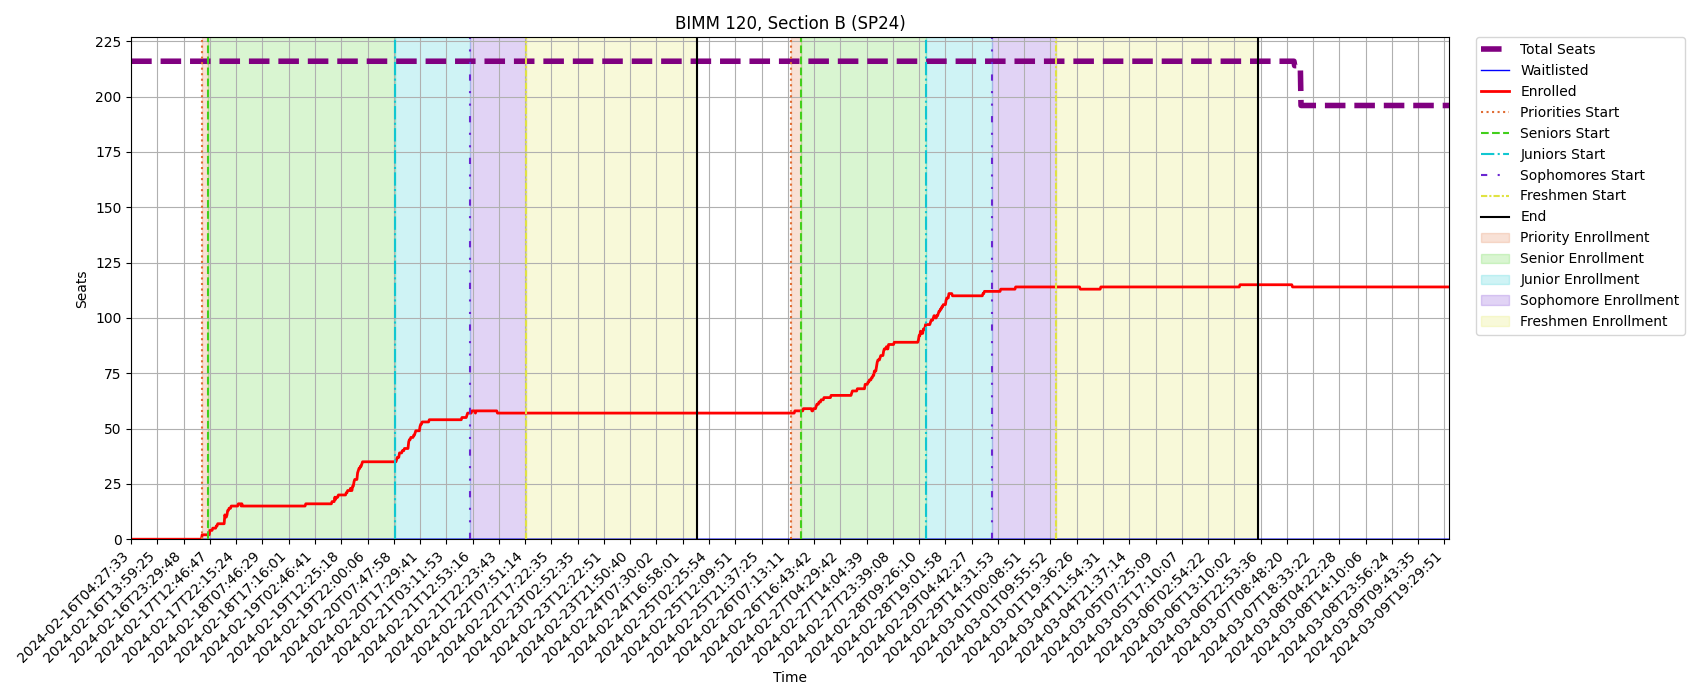 BIMM 120, Section B (SP24)
225
200
175
150
125
100
75
50
25
0
Seats
2024-02-16T04:27:33
2024-02-16T13:59:25
2024-02-16T23:29:48
2024-02-17T12:46:47
2024-02-17T22:15:24
2024-02-18T07:46:29
2024-02-18T17:16:01
2024-02-19T02:46:41
2024-02-19T12:25:18
2024-02-19T22:00:06
2024-02-20T07:47:58
2024-02-20T17:29:41
2024-02-21T03:11:53
2024-02-21T12:53:16
2024-02-21T22:23:43
2024-02-22T07:51:14
2024-02-22T17:22:35
2024-02-23T02:52:35
2024-02-23T12:22:51
2024-02-23T21:50:40
2024-02-24T07:30:02
2024-02-24T16:58:01
2024-02-25T02:25:54
2024-02-25T12:09:51
2024-02-25T21:37:25
2024-02-26T07:13:11
2024-02-26T16:43:42
2024-02-27T04:29:42
2024-02-27T14:04:39
2024-02-27T23:39:08
2024-02-28T09:26:10
2024-02-28T19:01:58
2024-02-29T04:42:27
2024-02-29T14:31:53
2024-03-01T00:08:51
2024-03-01T09:55:52
2024-03-01T19:36:26
2024-03-04T11:54:31
2024-03-04T21:37:14
2024-03-05T07:25:09
2024-03-05T17:10:07
2024-03-06T02:54:22
2024-03-06T13:10:02
2024-03-06T22:53:36
2024-03-07T08:48:20
2024-03-07T18:33:22
2024-03-08T04:22:28
2024-03-08T14:10:06
2024-03-08T23:56:24
2024-03-09T09:43:35
2024-03-09T19:29:51
Time
Total Seats
Waitlisted
Enrolled
Priorities Start
Seniors Start
Juniors Start
Sophomores Start
Freshmen Start
End
Priority Enrollment
Senior Enrollment
Junior Enrollment
Sophomore Enrollment
Freshmen Enrollment